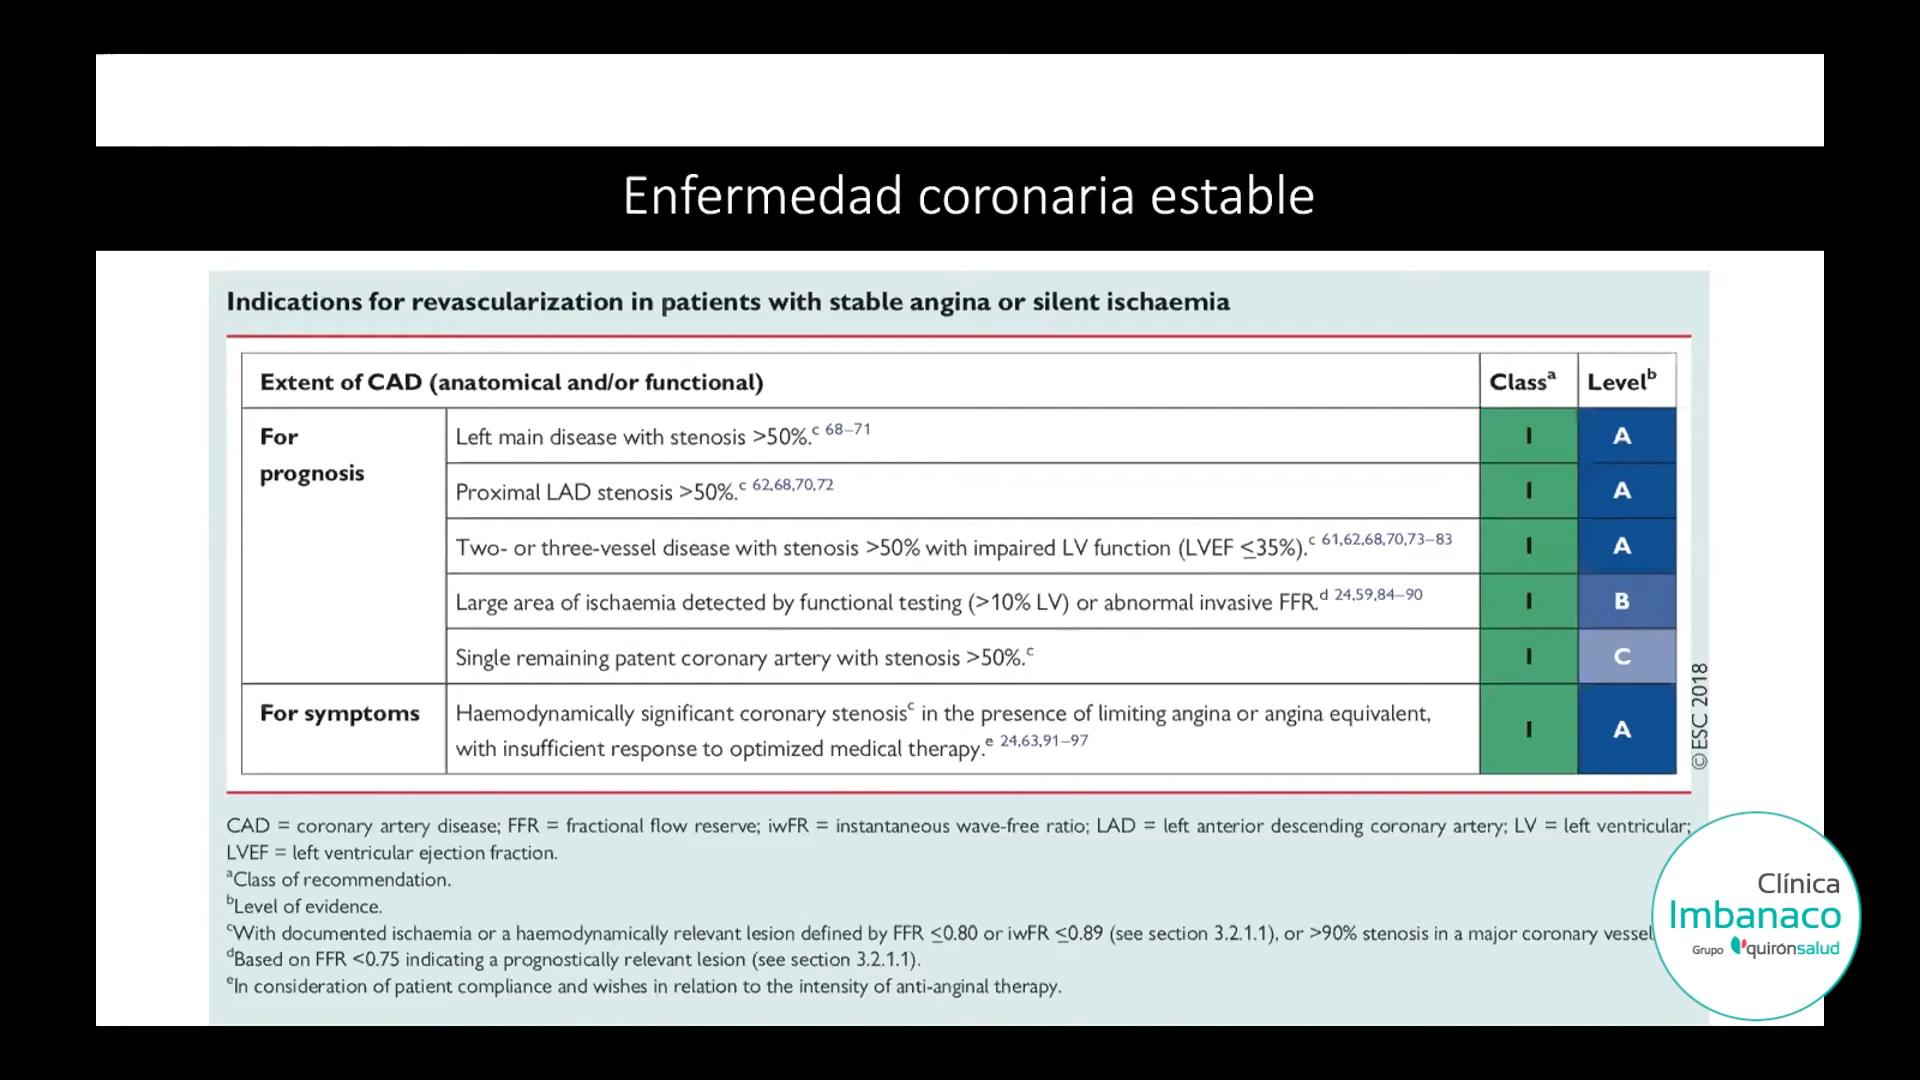 Enfermedad coronaria estable
Indications for revascularization in patients with stable angina or silent ischaemia
Extent of CAD (anatomical and/or functional)
Classᵃ
Levelᵇ
For
prognosis
Left main disease with stenosis >50%.ᶜ ⁶⁸⁻⁷¹
I
A
Proximal LAD stenosis >50%.ᶜ ⁶²,⁶⁸,⁷⁰,⁷²
I
A
Two- or three-vessel disease with stenosis >50% with impaired LV function (LVEF ≤35%).ᶜ ⁶¹,⁶²,⁶⁸,⁷⁰,⁷³⁻⁸³
I
A
Large area of ischaemia detected by functional testing (>10% LV) or abnormal invasive FFR.ᵈ ²⁴,⁵⁹,⁸⁴⁻⁹⁰
I
B
Single remaining patent coronary artery with stenosis >50%.ᶜ
I
C
For symptoms
Haemodynamically significant coronary stenosisᶜ in the presence of limiting angina or angina equivalent,
with insufficient response to optimized medical therapy.ᵉ ²⁴,⁶³,⁹¹⁻⁹⁷
I
A
©ESC 2018
CAD = coronary artery disease; FFR = fractional flow reserve; iwFR = instantaneous wave-free ratio; LAD = left anterior descending coronary artery; LV = left ventricular;
LVEF = left ventricular ejection fraction.
ᵃClass of recommendation.
ᵇLevel of evidence.
ᶜWith documented ischaemia or a haemodynamically relevant lesion defined by FFR ≤0.80 or iwFR ≤0.89 (see section 3.2.1.1), or >90% stenosis in a major coronary vessel
ᵈBased on FFR <0.75 indicating a prognostically relevant lesion (see section 3.2.1.1).
ᵉIn consideration of patient compliance and wishes in relation to the intensity of anti-anginal therapy.
Clínica
Imbanaco
Grupo quirónsalud